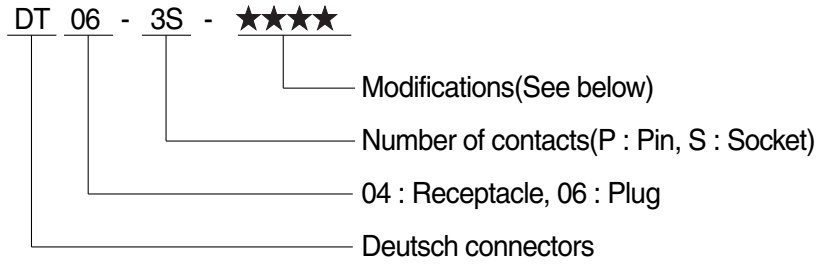 DT 06 - 3S - ★★★★
Modifications(See below)
Number of contacts(P : Pin, S : Socket)
04 : Receptacle, 06 : Plug
Deutsch connectors